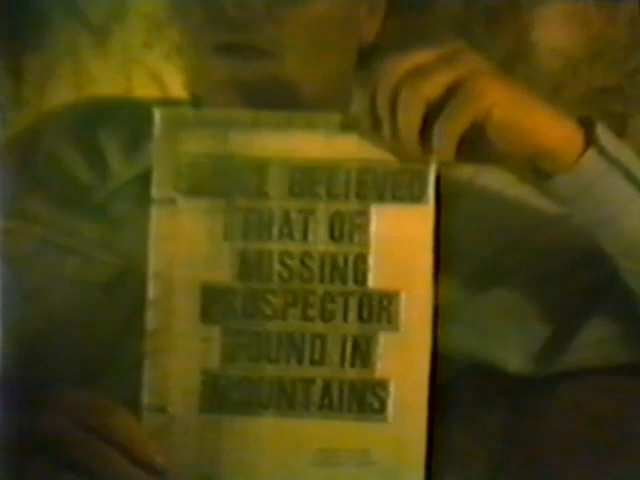 BELIEVED
THAT OF
MISSING
PROSPECTOR
FOUND IN
MOUNTAINS